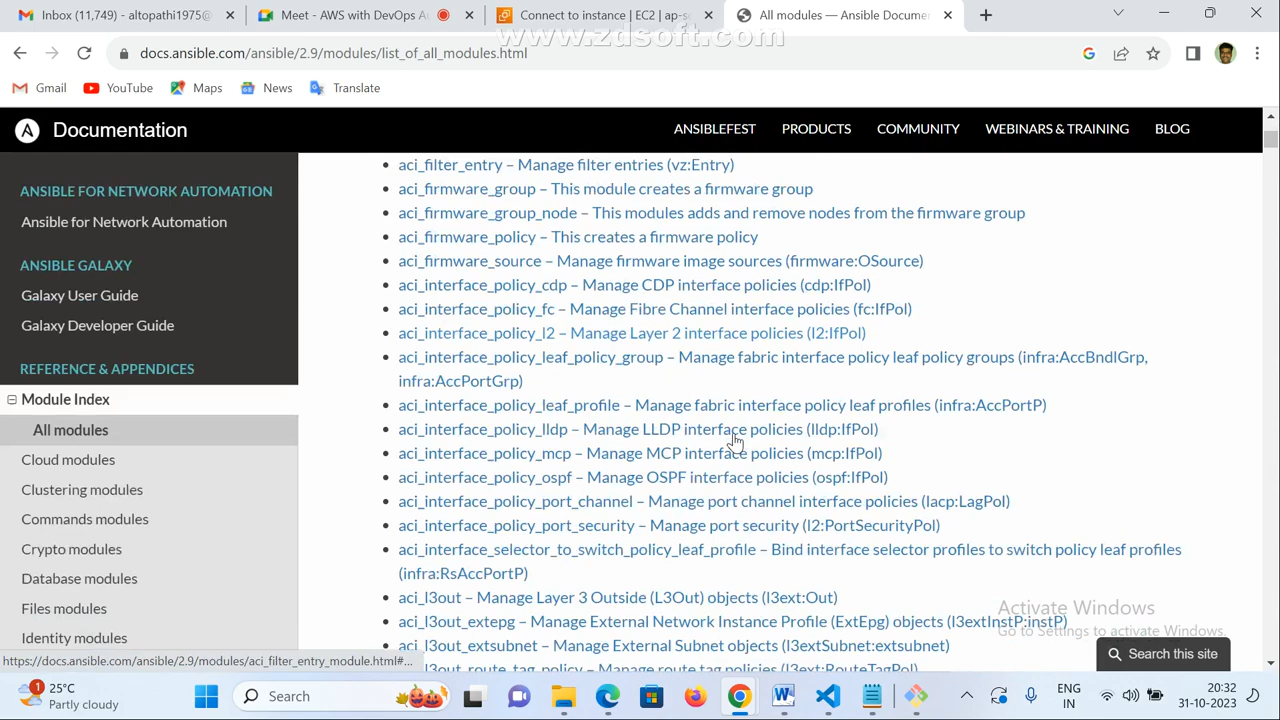 Inbox (11,749) - altopathi1975@
Meet - AWS with DevOps Au
Connect to instance | EC2 | ap-so
All modules — Ansible Documen
www.zdsoft.com
docs.ansible.com/ansible/2.9/modules/list_of_all_modules.html
Gmail
YouTube
Maps
News
Translate
A
Documentation
ANSIBLEFEST
PRODUCTS
COMMUNITY
WEBINARS & TRAINING
BLOG
ANSIBLE FOR NETWORK AUTOMATION
Ansible for Network Automation
ANSIBLE GALAXY
Galaxy User Guide
Galaxy Developer Guide
REFERENCE & APPENDICES
Module Index
All modules
Cloud modules
Clustering modules
Commands modules
Crypto modules
Database modules
Files modules
Identity modules
aci_filter_entry – Manage filter entries (vz:Entry)
aci_firmware_group – This module creates a firmware group
aci_firmware_group_node – This modules adds and remove nodes from the firmware group
aci_firmware_policy – This creates a firmware policy
aci_firmware_source – Manage firmware image sources (firmware:OSource)
aci_interface_policy_cdp – Manage CDP interface policies (cdp:IfPol)
aci_interface_policy_fc – Manage Fibre Channel interface policies (fc:IfPol)
aci_interface_policy_l2 – Manage Layer 2 interface policies (l2:IfPol)
aci_interface_policy_leaf_policy_group – Manage fabric interface policy leaf policy groups (infra:AccBndlGrp,
infra:AccPortGrp)
aci_interface_policy_leaf_profile – Manage fabric interface policy leaf profiles (infra:AccPortP)
aci_interface_policy_lldp – Manage LLDP interface policies (lldp:IfPol)
aci_interface_policy_mcp – Manage MCP interface policies (mcp:IfPol)
aci_interface_policy_ospf – Manage OSPF interface policies (ospf:IfPol)
aci_interface_policy_port_channel – Manage port channel interface policies (lacp:LagPol)
aci_interface_policy_port_security – Manage port security (l2:PortSecurityPol)
aci_interface_selector_to_switch_policy_leaf_profile – Bind interface selector profiles to switch policy leaf profiles
(infra:RsAccPortP)
aci_l3out – Manage Layer 3 Outside (L3Out) objects (l3ext:Out)
aci_l3out_extepg – Manage External Network Instance Profile (ExtEpg) objects (l3extInstP:instP)
aci_l3out_extsubnet – Manage External Subnet objects (l3extSubnet:extsubnet)
aci_l3out_route_tag_policy – Manage route tag policies (l3ext:RouteTagPol)
Activate Windows
Go to Settings to activate Windows.
Search this site
https://docs.ansible.com/ansible/2.9/modules/aci_filter_entry_module.html#...
1
25°C
Partly cloudy
Search
ENG
IN
20:32
31-10-2023